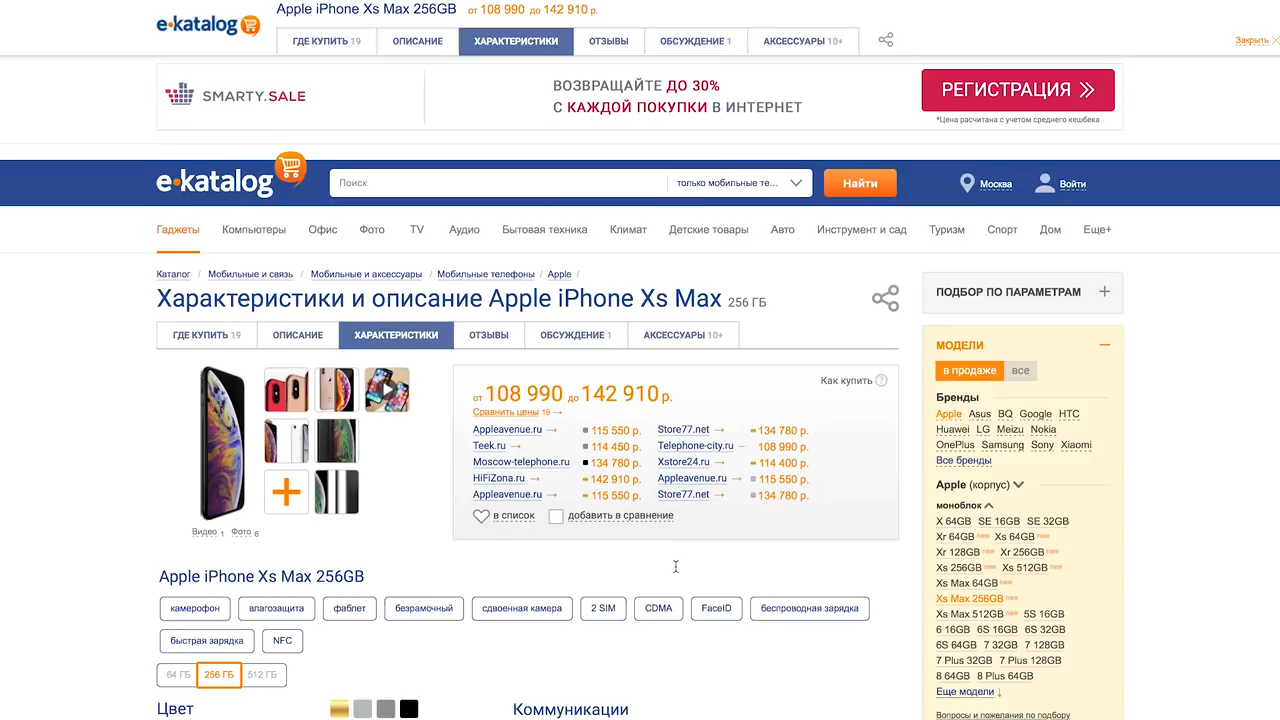 e·katalog
Apple iPhone Xs Max 256GB от 108 990 до 142 910 р.
ГДЕ КУПИТЬ 19 ОПИСАНИЕ ХАРАКТЕРИСТИКИ ОТЗЫВЫ ОБСУЖДЕНИЕ 1 АКСЕССУАРЫ 10+
Закрыть
SMARTY.SALE
ВОЗВРАЩАЙТЕ ДО 30%
С КАЖДОЙ ПОКУПКИ В ИНТЕРНЕТ
РЕГИСТРАЦИЯ
*Цена расчитана с учетом среднего кешбека
e·katalog
Поиск
только мобильные те...
Найти
Москва
Войти
Гаджеты Компьютеры Офис Фото TV Аудио Бытовая техника Климат Детские товары Авто Инструмент и сад Туризм Спорт Дом Еще+
Каталог / Мобильные и связь / Мобильные и аксессуары / Мобильные телефоны / Apple /
Характеристики и описание Apple iPhone Xs Max 256 ГБ
ГДЕ КУПИТЬ 19 ОПИСАНИЕ ХАРАКТЕРИСТИКИ ОТЗЫВЫ ОБСУЖДЕНИЕ 1 АКСЕССУАРЫ 10+
Видео 1 Фото 6
Как купить ?
от 108 990 до 142 910 р.
Сравнить цены 19 →
Appleavenue.ru → 115 550 р. Store77.net → 134 780 р.
Teek.ru → 114 450 р. Telephone-city.ru 108 990 р.
Moscow-telephone.ru 134 780 р. Xstore24.ru → 114 400 р.
HiFiZona.ru → 142 910 р. Appleavenue.ru → 115 550 р.
Appleavenue.ru → 115 550 р. Store77.net → 134 780 р.
в список добавить в сравнение
Apple iPhone Xs Max 256GB
камерофон влагозащита фаблет безрамочный сдвоенная камера 2 SIM CDMA FaceID беспроводная зарядка
быстрая зарядка NFC
64 ГБ 256 ГБ 512 ГБ
Цвет
Коммуникации
ПОДБОР ПО ПАРАМЕТРАМ +
МОДЕЛИ
в продаже все
Бренды
Apple Asus BQ Google HTC
Huawei LG Meizu Nokia
OnePlus Samsung Sony Xiaomi
Все бренды
Apple (корпус)
моноблок
X 64GB SE 16GB SE 32GB
Xr 64GB new Xs 64GB new
Xr 128GB new Xr 256GB new
Xs 256GB new Xs 512GB new
Xs Max 64GB new
Xs Max 256GB new
Xs Max 512GB new 5S 16GB
6 16GB 6S 16GB 6S 32GB
6S 64GB 7 32GB 7 128GB
7 Plus 32GB 7 Plus 128GB
8 64GB 8 Plus 64GB
Еще модели ↓
Вопросы и пожелания по подбору